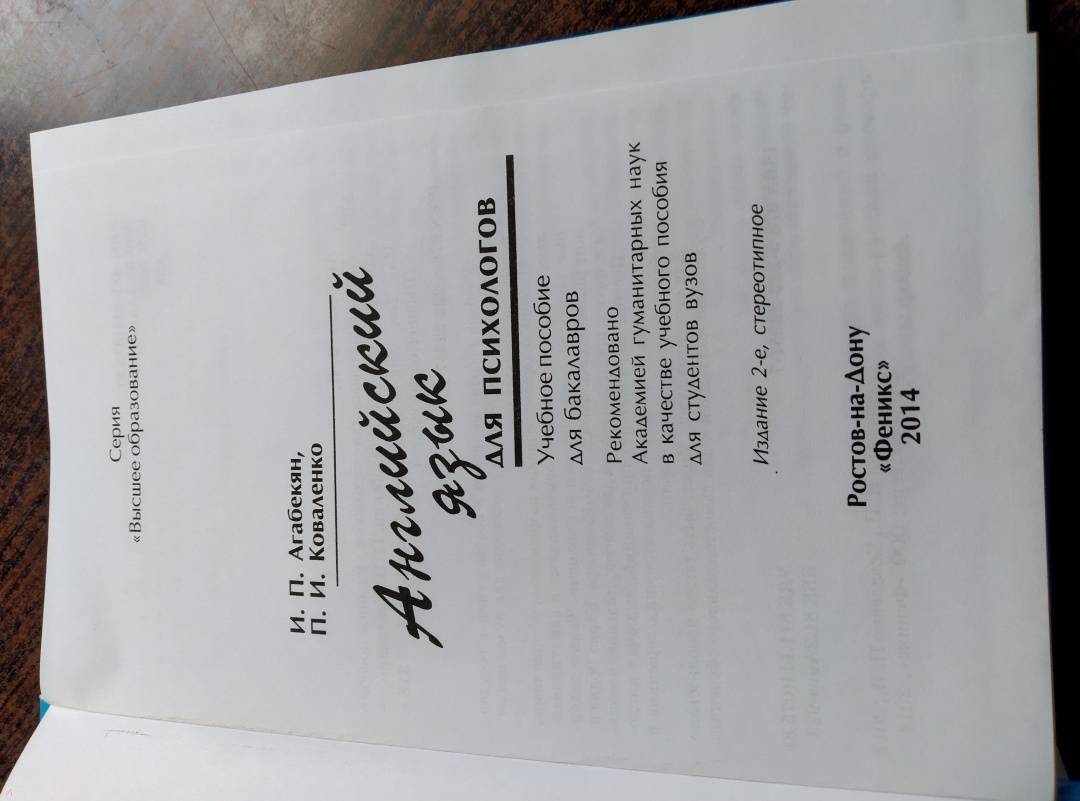 Серия
«Высшее образование»
И. П. Агабекян,
П. И. Коваленко
Английский
язык
для психологов
Учебное пособие
для бакалавров
Рекомендовано
Академией гуманитарных наук
в качестве учебного пособия
для студентов вузов
Издание 2-е, стереотипное
Ростов-на-Дону
«Феникс»
2014